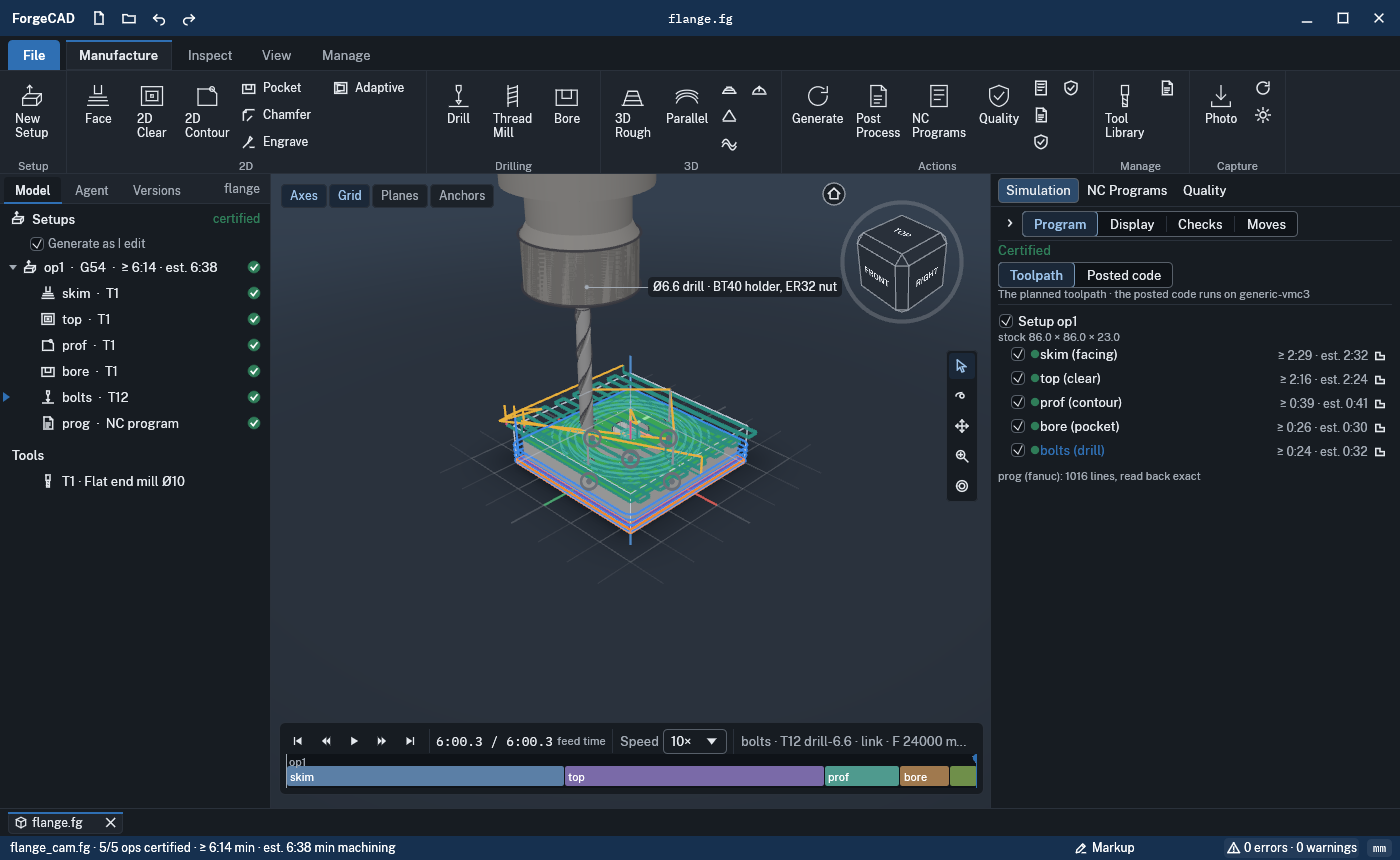 ForgeCAD
flange.fg
File
Manufacture
Inspect
View
Manage
New Setup
Setup
Face
2D Clear
2D Contour
Pocket
Chamfer
Engrave
Adaptive
2D
Drill
Thread Mill
Bore
Drilling
3D Rough
Parallel
3D
Generate
Post Process
NC Programs
Quality
Actions
Tool Library
Manage
Photo
Capture
Model
Agent
Versions
flange
Setups
certified
Generate as I edit
op1 · G54 · ≥ 6:14 · est. 6:38
skim · T1
top · T1
prof · T1
bore · T1
bolts · T12
prog · NC program
Tools
T1 · Flat end mill Ø10
Axes
Grid
Planes
Anchors
Ø6.6 drill · BT40 holder, ER32 nut
TOP
FRONT
RIGHT
6:00.3 / 6:00.3 feed time
Speed
10×
bolts · T12 drill-6.6 · link · F 24000 m...
op1
skim
top
prof
bore
Simulation
NC Programs
Quality
Program
Display
Checks
Moves
Certified
Toolpath
Posted code
The planned toolpath · the posted code runs on generic-vmc3
Setup op1
stock 86.0 × 86.0 × 23.0
skim (facing) ≥ 2:29 · est. 2:32
top (clear) ≥ 2:16 · est. 2:24
prof (contour) ≥ 0:39 · est. 0:41
bore (pocket) ≥ 0:26 · est. 0:30
bolts (drill) ≥ 0:24 · est. 0:32
prog (fanuc): 1016 lines, read back exact
flange.fg
flange_cam.fg · 5/5 ops certified · ≥ 6:14 min · est. 6:38 min machining
Markup
0 errors · 0 warnings
mm